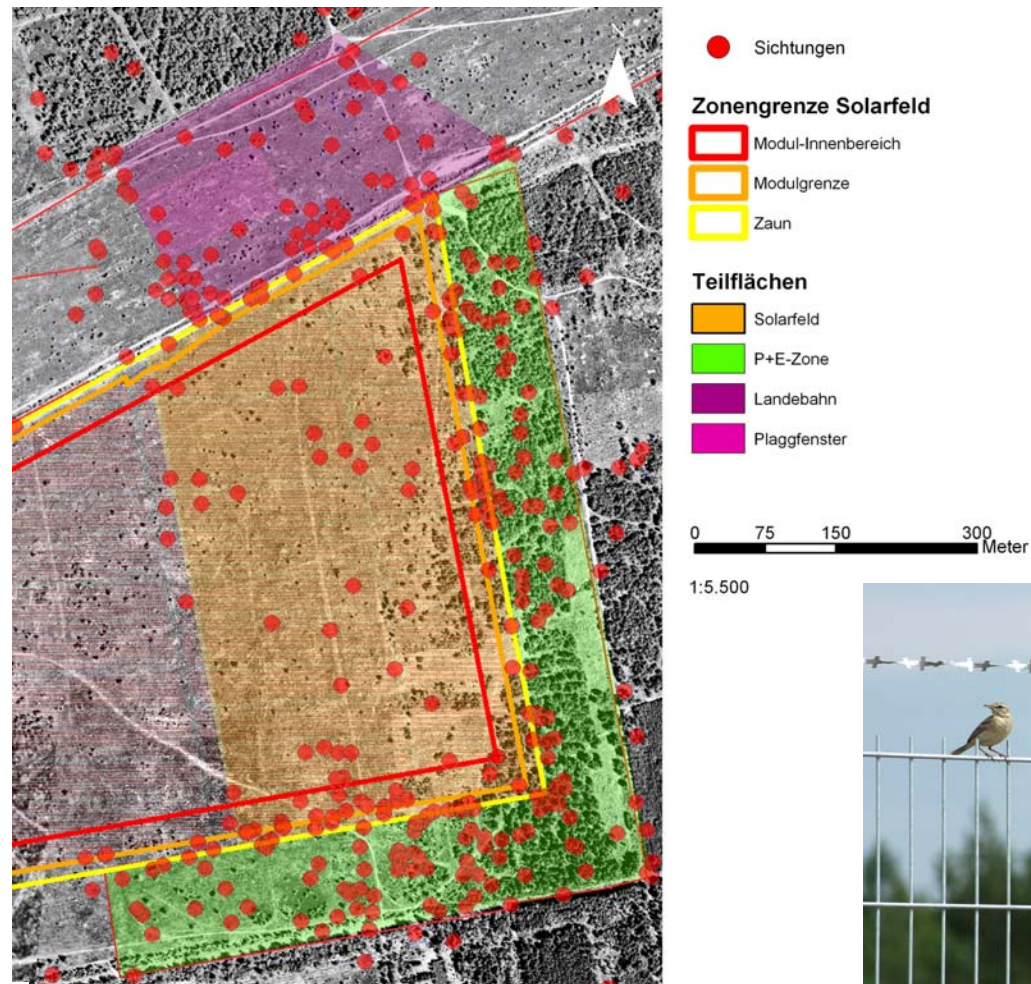 Sichtungen
Zonengrenze Solarfeld
Modul-Innenbereich
Modulgrenze
Zaun
Teilflächen
Solarfeld
P+E-Zone
Landebahn
Plaggfenster
0 75 150 300
Meter
1:5.500